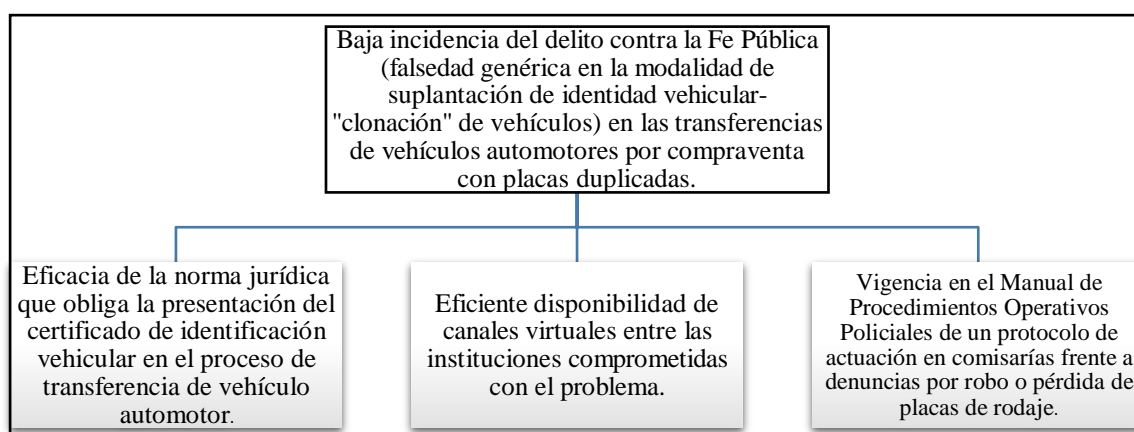 Baja incidencia del delito contra la Fe Pública
(falsedad genérica en la modalidad de
suplantación de identidad vehicular-
"clonación" de vehículos) en las transferencias
de vehículos automotores por compraventa
con placas duplicadas.
Eficacia de la norma jurídica
que obliga la presentación del
certificado de identificación
vehicular en el proceso de
transferencia de vehículo
automotor.
Eficiente disponibilidad de
canales virtuales entre las
instituciones comprometidas
con el problema.
Vigencia en el Manual de
Procedimientos Operativos
Policiales de un protocolo de
actuación en comisarías frente a
denuncias por robo o pérdida de
placas de rodaje.